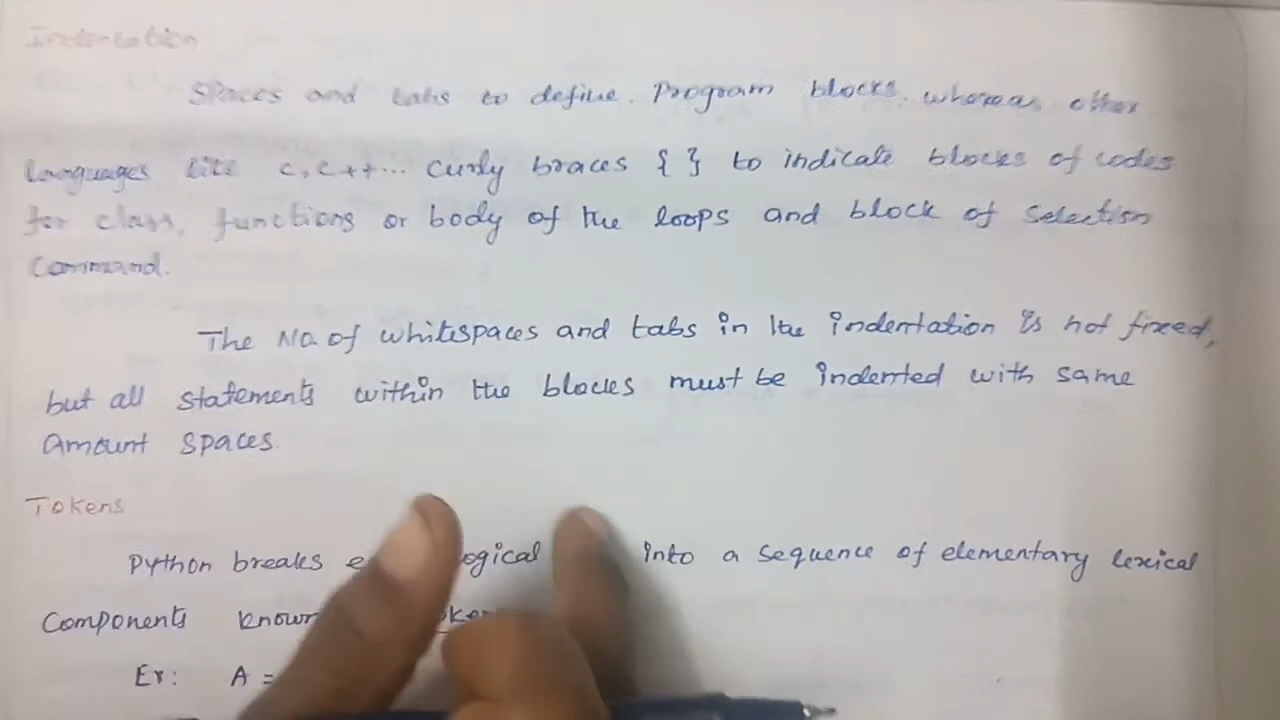 Indentation
Spaces and tabs to define. Program blocks. whereas other
languages like C, C++... Curly braces { } to indicate blocks of codes
for class, functions or body of the loops and block of Selection
Command.
The No. of whitespaces and tabs in the indentation is not fixed,
but all statements within the blocks must be indented with same
amount spaces.
Tokens
Python breaks logical into a sequence of elementary lexical
Components
Ex: A =